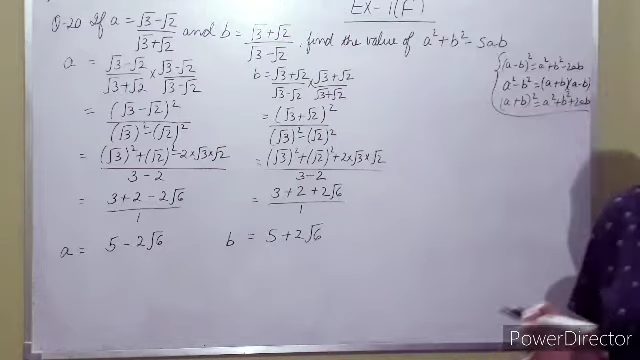 EX-1(F)
Q-20 If a = (√3-√2)/(√3+√2) and b = (√3+√2)/(√3-√2), find the value of a²+b²-5ab
a = (√3-√2)/(√3+√2) × (√3-√2)/(√3-√2)
= (√3-√2)²/((√3)²-(√2)²)
= ((√3)²+(√2)²-2×√3×√2)/(3-2)
= (3+2-2√6)/1
a = 5-2√6
b = (√3+√2)/(√3-√2) × (√3+√2)/(√3+√2)
= (√3+√2)²/((√3)²-(√2)²)
= ((√3)²+(√2)²+2×√3×√2)/(3-2)
= (3+2+2√6)/1
b = 5+2√6
(a-b)² = a²+b²-2ab
a²-b² = (a+b)(a-b)
(a+b)² = a²+b²+2ab
PowerDirector